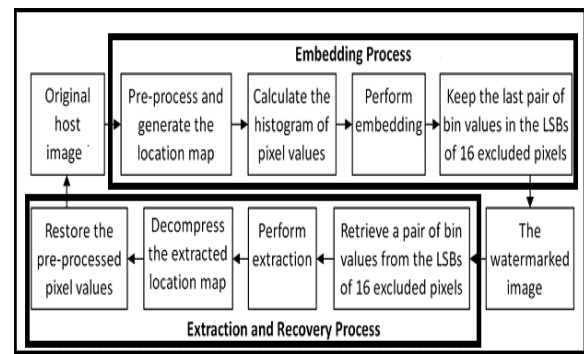 Embedding Process
Original
host
image
Pre-process and
generate the
location map
Calculate the
histogram of
pixel values
Perform
embedding
Keep the last pair of
bin values in the LSBs
of 16 excluded pixels
The
watermarked
image
Retrieve a pair of bin
values from the LSBs
of 16 excluded pixels
Perform
extraction
Decompress
the extracted
location map
Restore the
pre-processed
pixel values
Extraction and Recovery Process